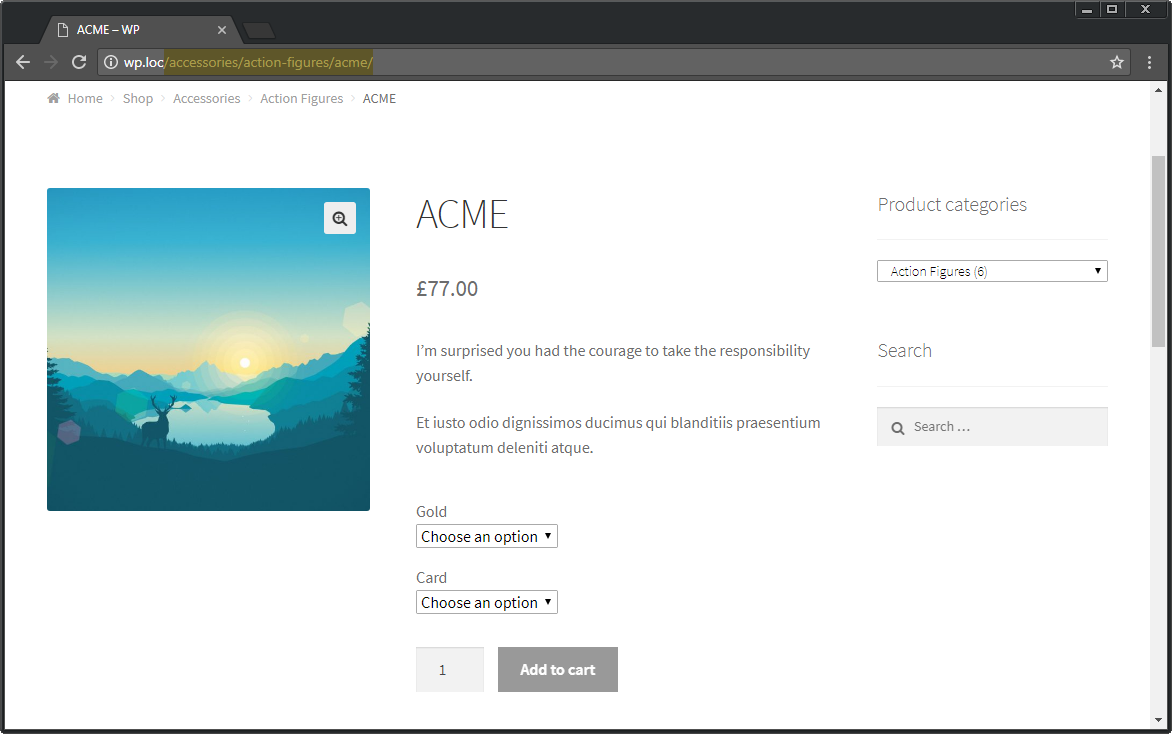 ACME – WP
wp.loc/accessories/action-figures/acme/
Home Shop Accessories Action Figures ACME
ACME
£77.00
I'm surprised you had the courage to take the responsibility
yourself.
Et iusto odio dignissimos ducimus qui blanditiis praesentium
voluptatum deleniti atque.
Gold
Choose an option
Card
Choose an option
1 Add to cart
Product categories
Action Figures (6)
Search
Search …